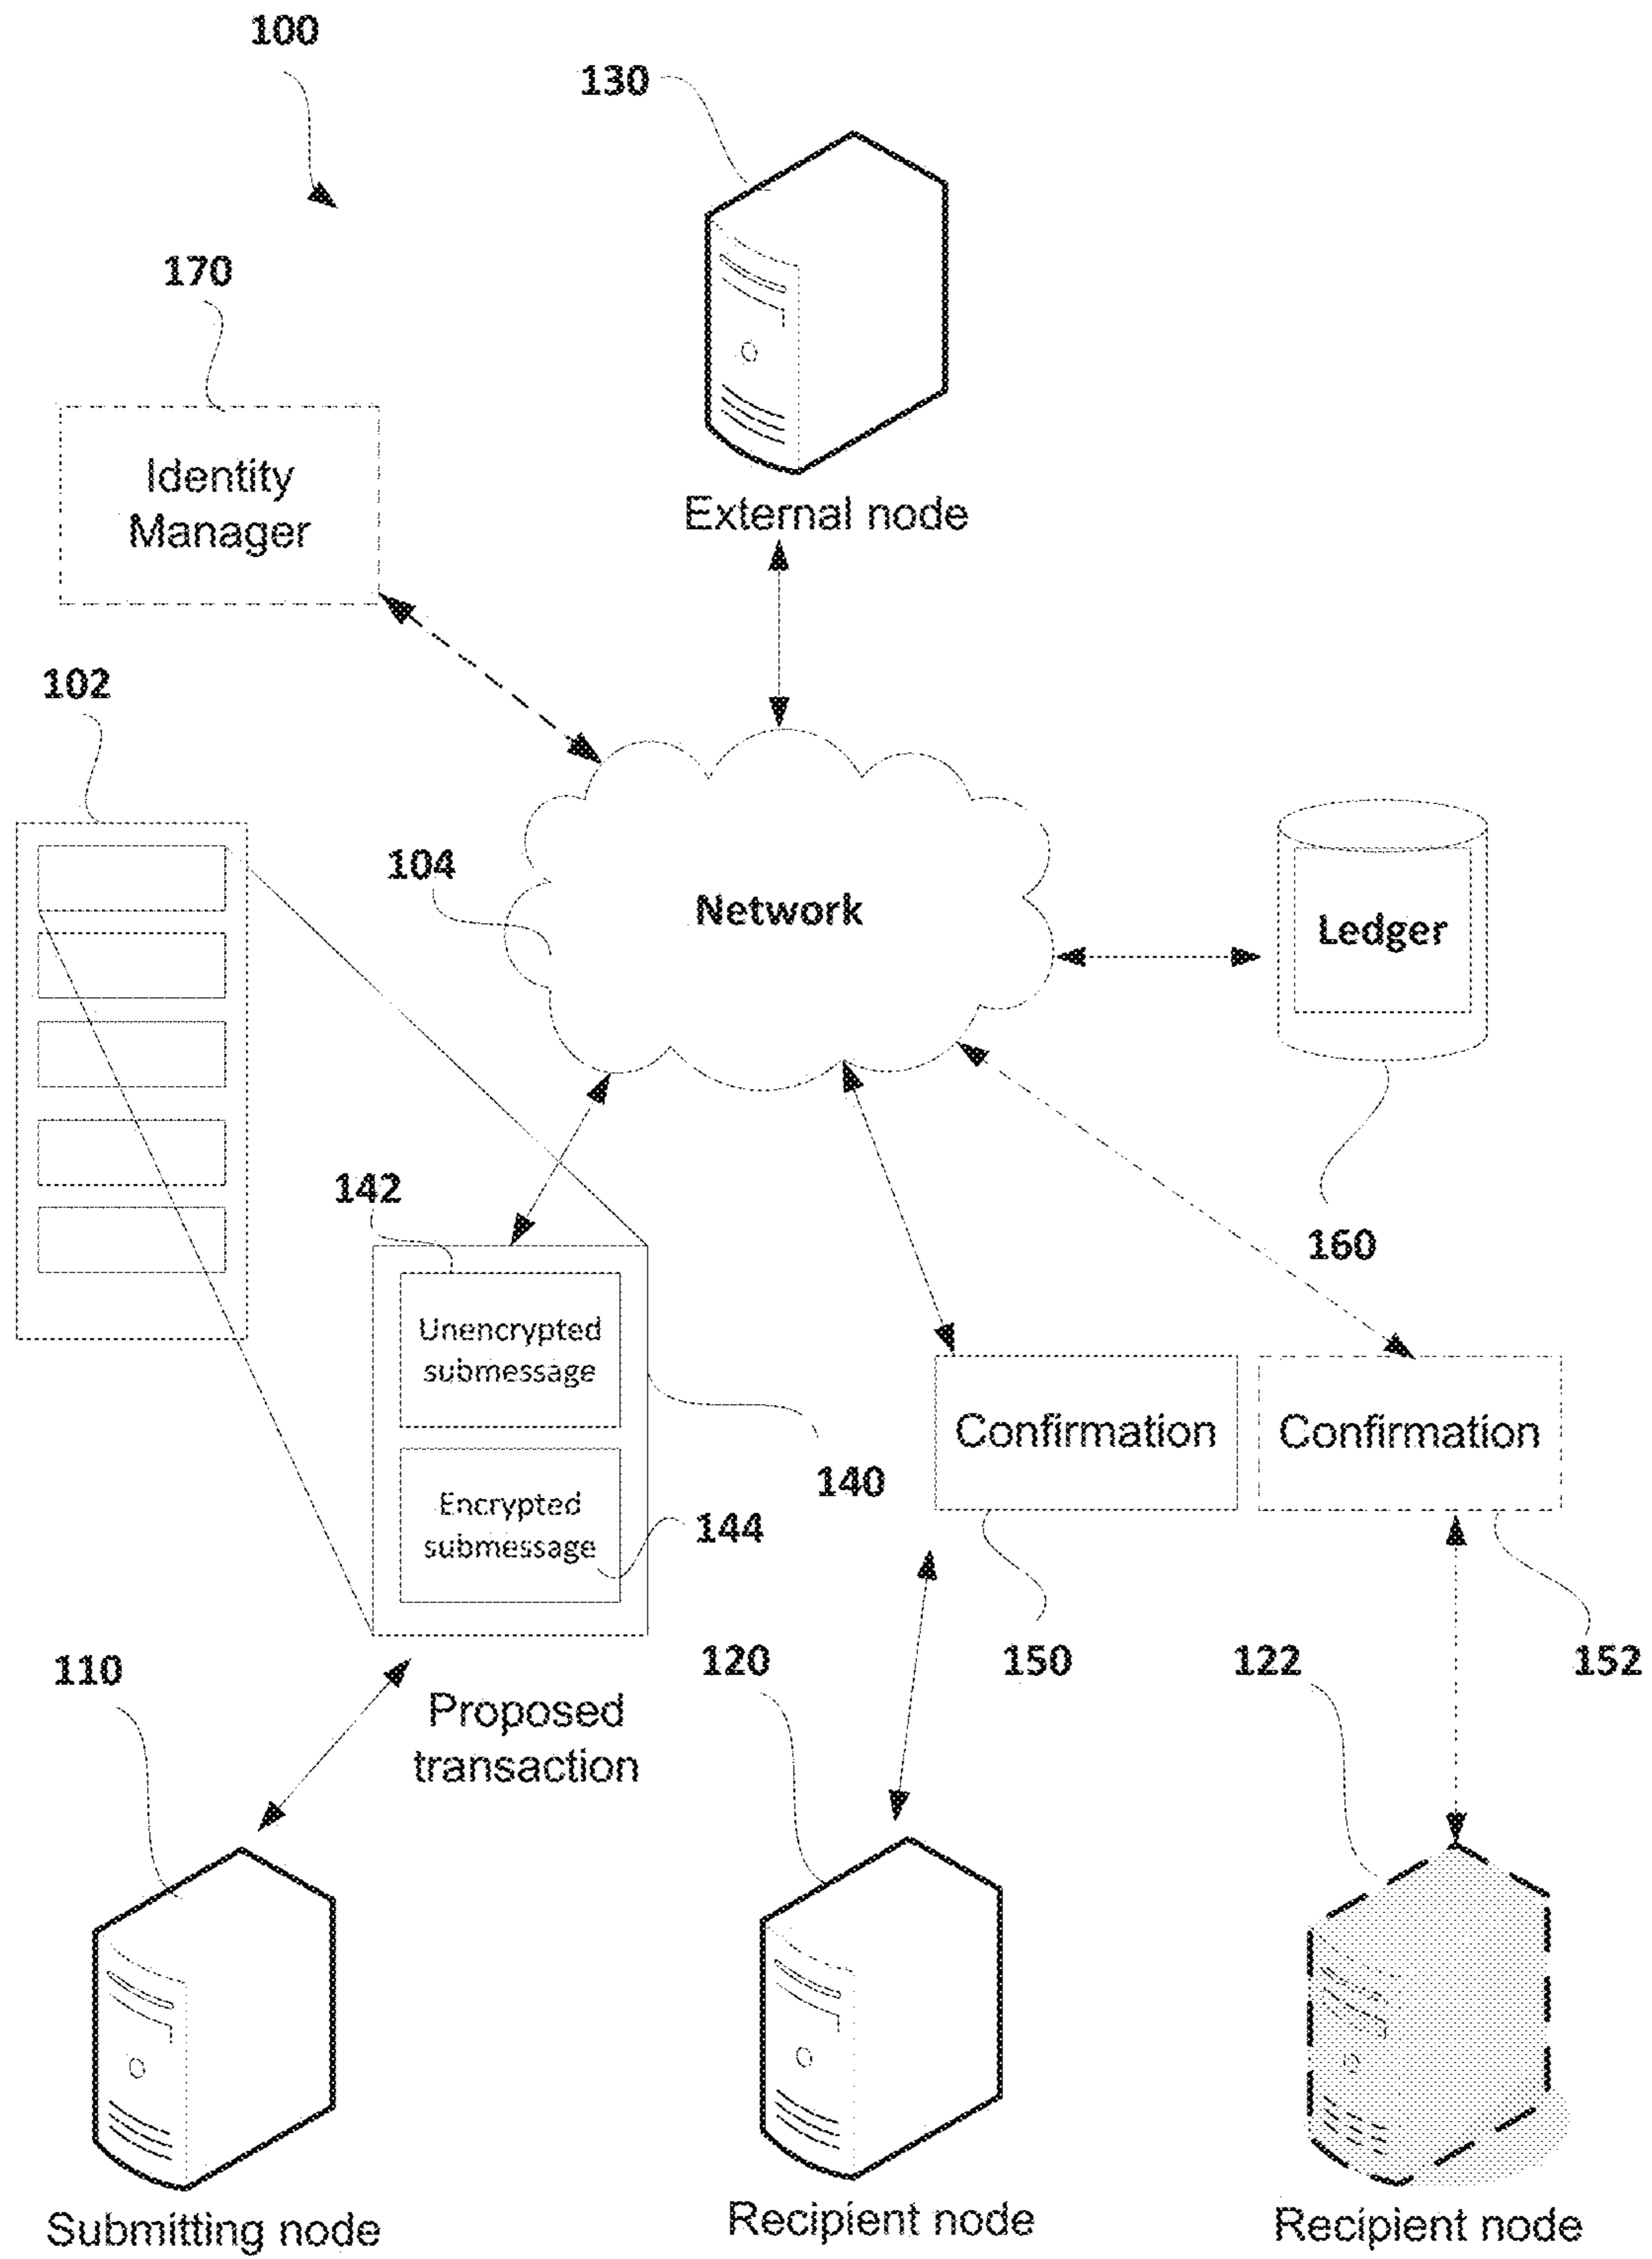 100
130
170
Identity
Manager
External node
102
104
Network
Ledger
142
160
Unencrypted
submessage
140
Confirmation
Confirmation
Encrypted
submessage
144
110
120
150
122
152
Proposed
transaction
Submitting node
Recipient node
Recipient node